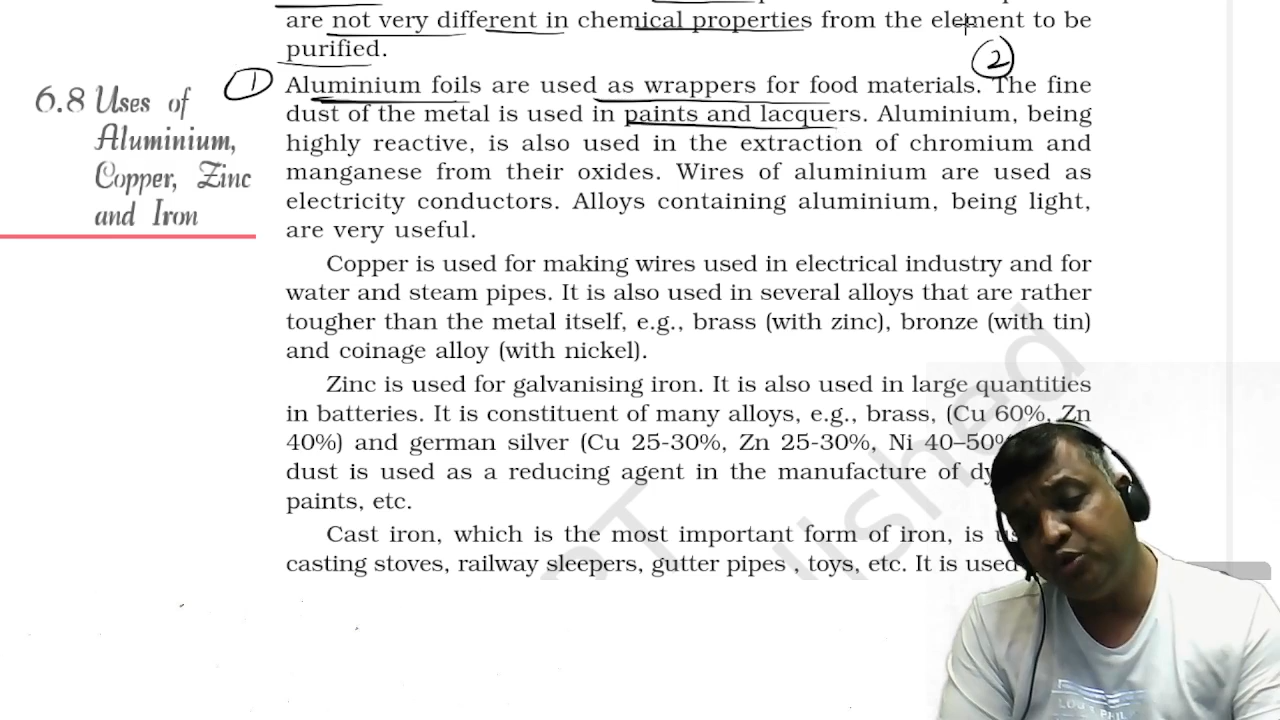 are not very different in chemical properties from the element to be
purified.
6.8 Uses of
Aluminium,
Copper, Zinc
and Iron
1
2
Aluminium foils are used as wrappers for food materials. The fine
dust of the metal is used in paints and lacquers. Aluminium, being
highly reactive, is also used in the extraction of chromium and
manganese from their oxides. Wires of aluminium are used as
electricity conductors. Alloys containing aluminium, being light,
are very useful.
Copper is used for making wires used in electrical industry and for
water and steam pipes. It is also used in several alloys that are rather
tougher than the metal itself, e.g., brass (with zinc), bronze (with tin)
and coinage alloy (with nickel).
Zinc is used for galvanising iron. It is also used in large quantities
in batteries. It is constituent of many alloys, e.g., brass, (Cu 60%, Zn
40%) and german silver (Cu 25-30%, Zn 25-30%, Ni 40–50%
dust is used as a reducing agent in the manufacture of
paints, etc.
Cast iron, which is the most important form of iron, is
casting stoves, railway sleepers, gutter pipes , toys, etc. It is used